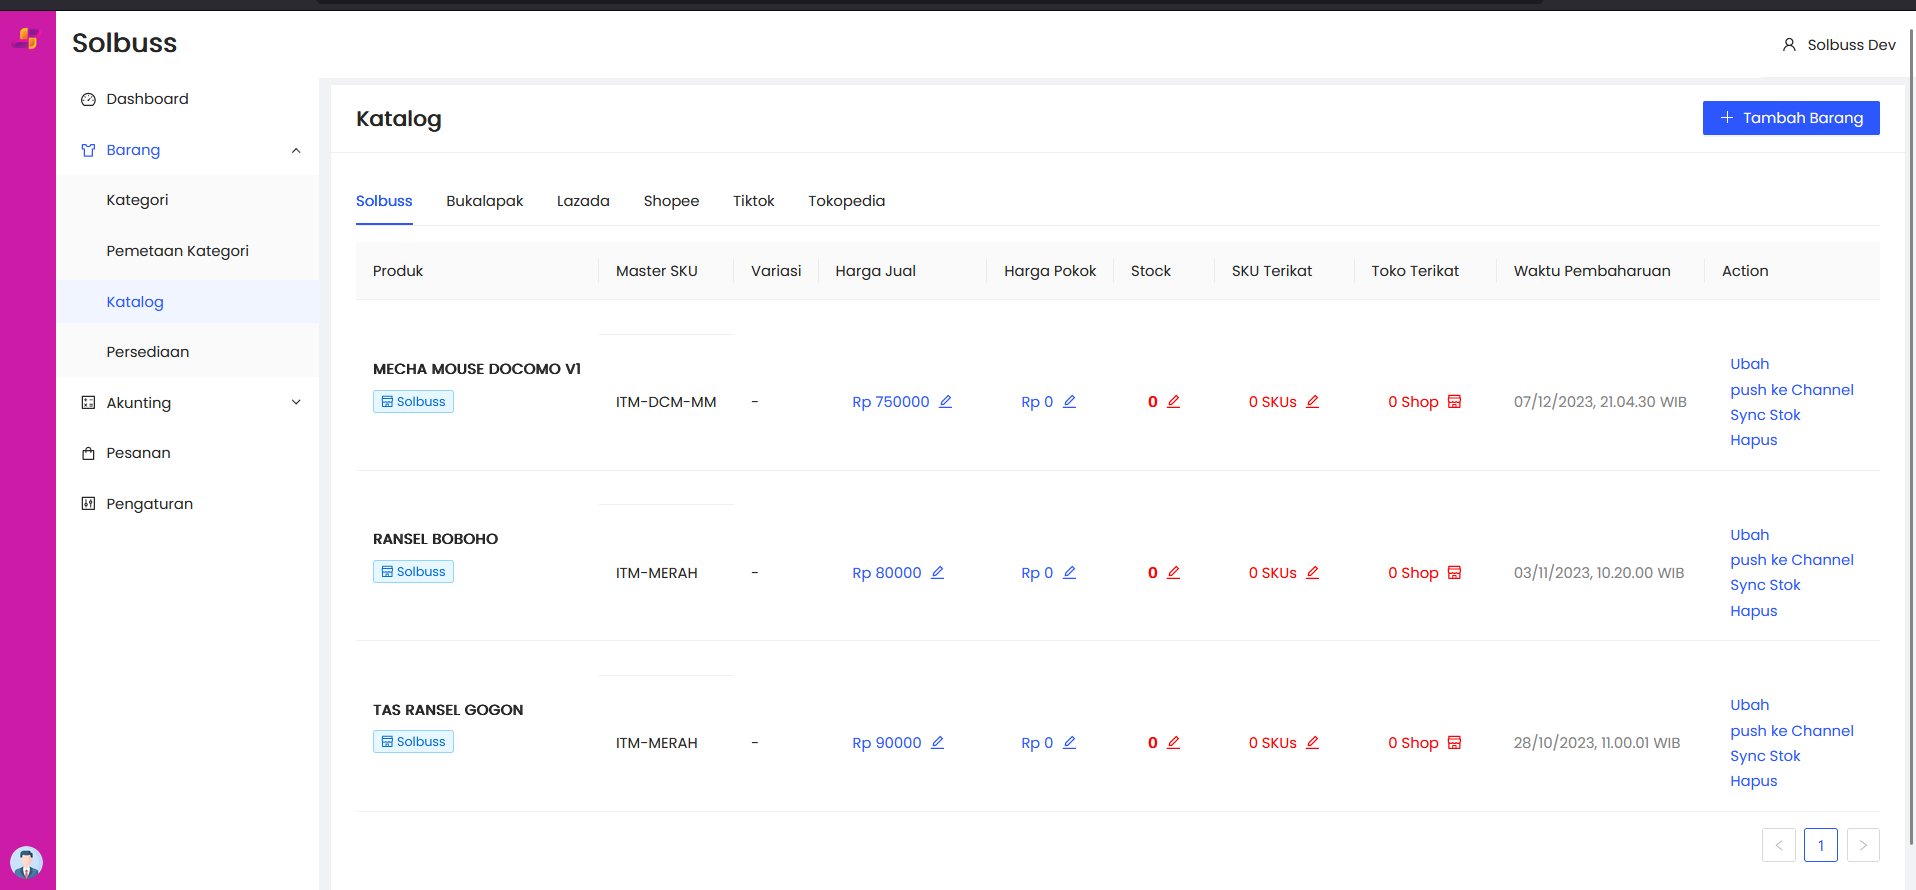 Solbuss
Solbuss Dev
Dashboard
Barang
Kategori
Pemetaan Kategori
Katalog
Persediaan
Akunting
Pesanan
Pengaturan
Katalog
Tambah Barang
Solbuss Bukalapak Lazada Shopee Tiktok Tokopedia
Produk Master SKU Variasi Harga Jual Harga Pokok Stock SKU Terikat Toko Terikat Waktu Pembaharuan Action
MECHA MOUSE DOCOMO V1
Solbuss
ITM-DCM-MM - Rp 750000 Rp 0 0 0 SKUs 0 Shop 07/12/2023, 21.04.30 WIB
Ubah
push ke Channel
Sync Stok
Hapus
RANSEL BOBOHO
Solbuss
ITM-MERAH - Rp 80000 Rp 0 0 0 SKUs 0 Shop 03/11/2023, 10.20.00 WIB
Ubah
push ke Channel
Sync Stok
Hapus
TAS RANSEL GOGON
Solbuss
ITM-MERAH - Rp 90000 Rp 0 0 0 SKUs 0 Shop 28/10/2023, 11.00.01 WIB
Ubah
push ke Channel
Sync Stok
Hapus
< 1 >